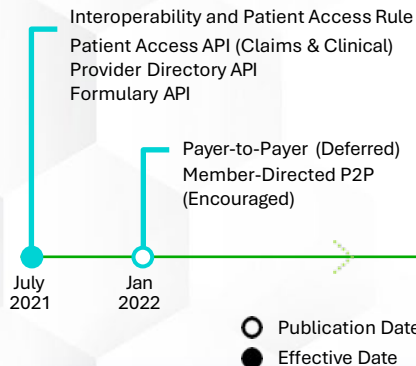 Interoperability and Patient Access Rule
Patient Access API (Claims & Clinical)
Provider Directory API
Formulary API
Payer-to-Payer (Deferred)
Member-Directed P2P
(Encouraged)
July
2021
Jan
2022
Publication Date
Effective Date